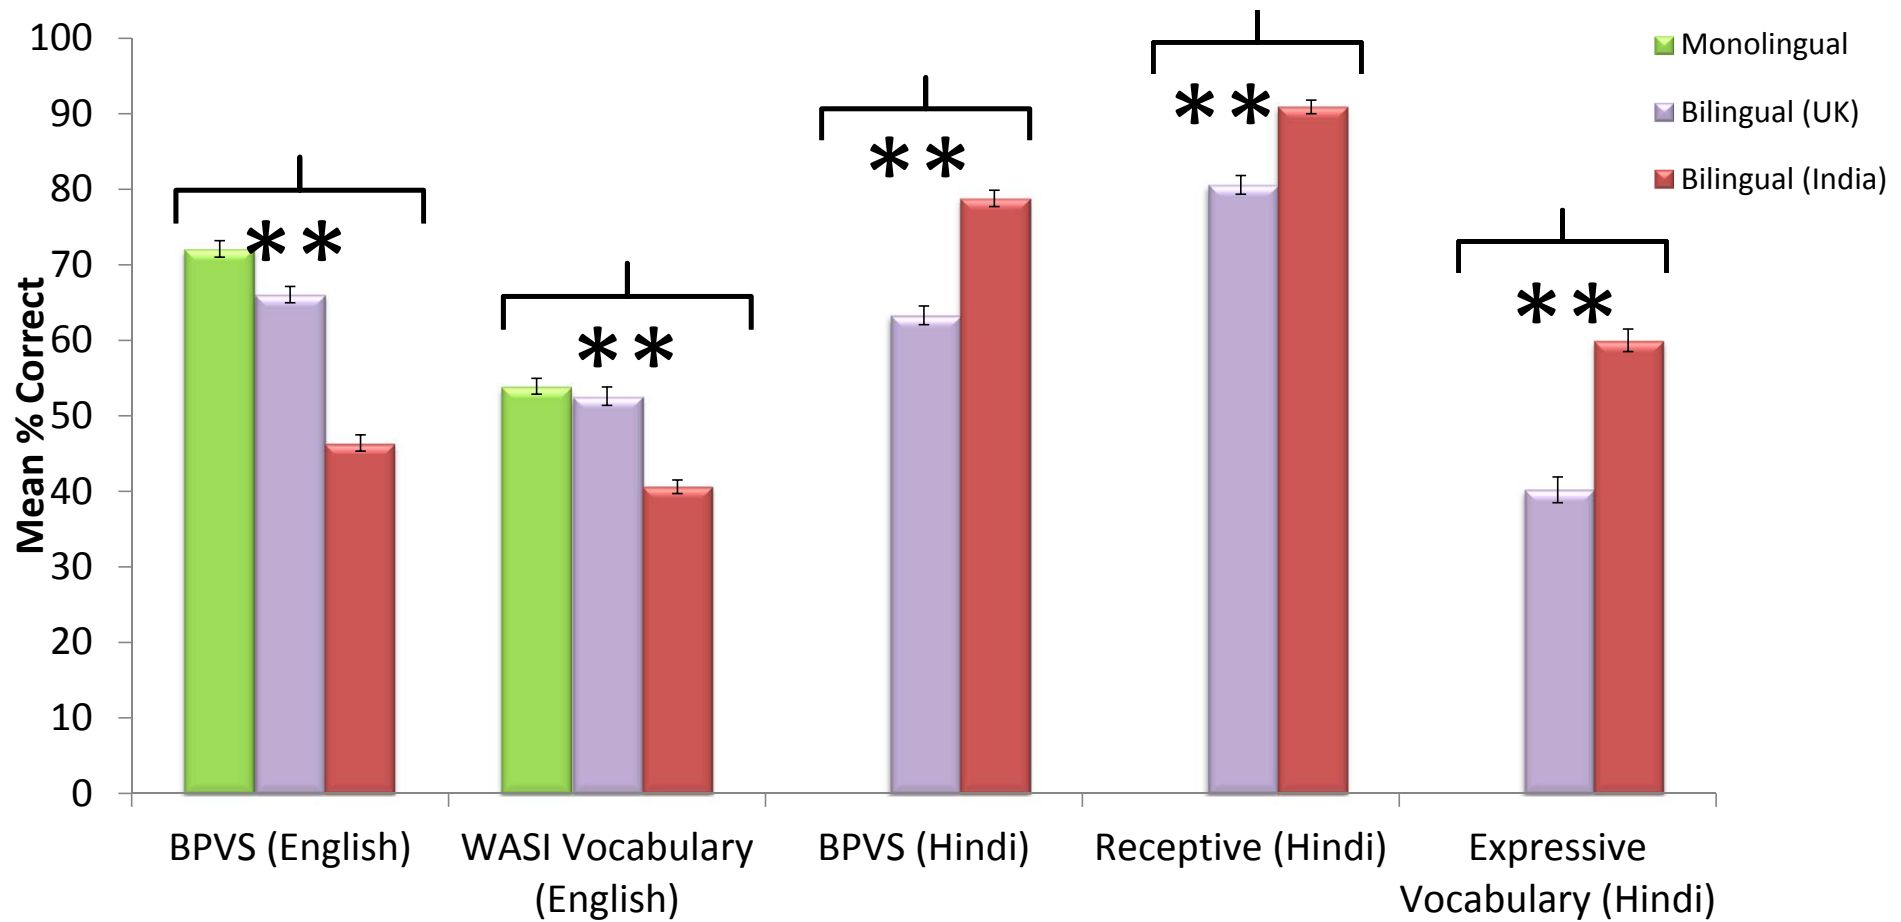 Mean % Correct
100
90
80
70
60
50
40
30
20
10
0
**
**
**
**
**
BPVS (English)
WASI Vocabulary
(English)
BPVS (Hindi)
Receptive (Hindi)
Expressive
Vocabulary (Hindi)
Monolingual
Bilingual (UK)
Bilingual (India)